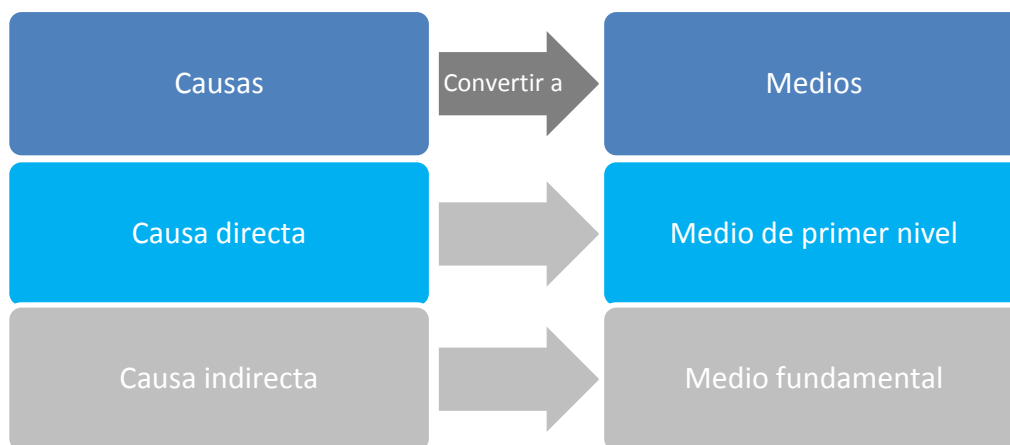 Causas
Convertir a
Medios
Causa directa
Medio de primer nivel
Causa indirecta
Medio fundamental